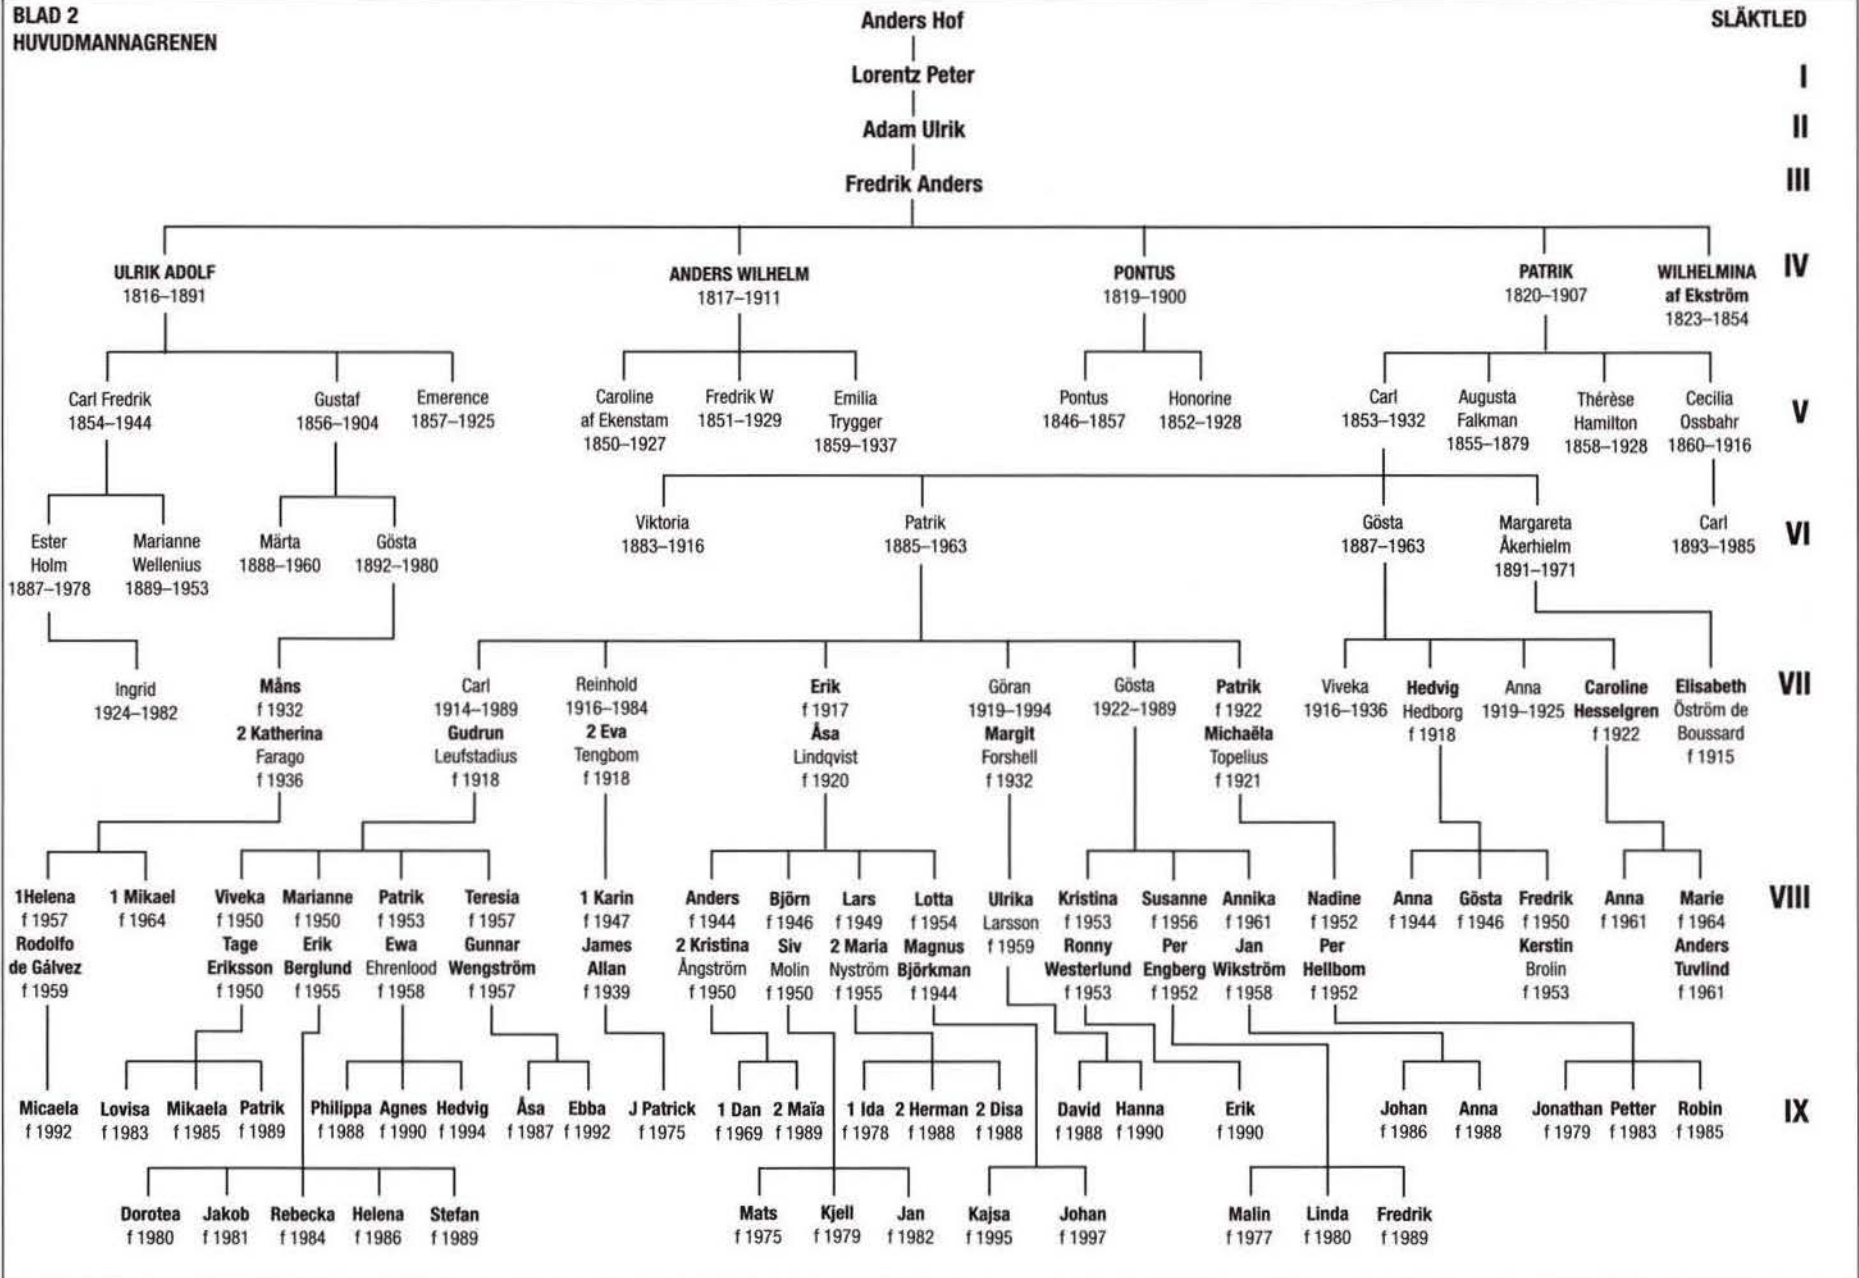 BLAD 2
HUVUDMANNAGRENEN
SLÄKTLED
Anders Hof
Lorentz Peter
I
Adam Ulrik
II
Fredrik Anders
III
ULRIK ADOLF
1816–1891
ANDERS WILHELM
1817–1911
PONTUS
1819–1900
PATRIK
1820–1907
WILHELMINA
af Ekström
1823–1854
IV
Carl Fredrik
1854–1944
Gustaf
1856–1904
Emerence
1857–1925
Caroline
af Ekenstam
1850–1927
Fredrik W
1851–1929
Emilia
Trygger
1859–1937
Pontus
1846–1857
Honorine
1852–1928
Carl
1853–1932
Augusta
Falkman
1855–1879
Thérèse
Hamilton
1858–1928
Cecilia
Ossbahr
1860–1916
V
Ester
Holm
1887–1978
Marianne
Wellenius
1889–1953
Märta
1888–1960
Gösta
1892–1980
Viktoria
1883–1916
Patrik
1885–1963
Gösta
1887–1963
Margareta
Åkerhielm
1891–1971
Carl
1893–1985
VI
Ingrid
1924–1982
Måns
f 1932
2 Katherina
Farago
f 1936
Carl
1914–1989
Gudrun
Leufstadius
f 1918
Reinhold
1916–1984
2 Eva
Tengbom
f 1918
Erik
f 1917
Åsa
Lindqvist
f 1920
Göran
1919–1994
Margit
Forshell
f 1932
Gösta
1922–1989
Patrik
f 1922
Michaëla
Topelius
f 1921
Viveka
1916–1936
Hedvig
Hedborg
f 1918
Anna
1919–1925
Caroline
Hesselgren
f 1922
Elisabeth
Öström de
Boussard
f 1915
VII
1Helena
f 1957
Rodolfo
de Gálvez
f 1959
1 Mikael
f 1964
Viveka
f 1950
Tage
Eriksson
f 1950
Marianne
f 1950
Erik
Berglund
f 1955
Patrik
f 1953
Ewa
Ehrenlood
f 1958
Teresia
f 1957
Gunnar
Wengström
f 1957
1 Karin
f 1947
James
Allan
f 1939
Anders
f 1944
2 Kristina
Ångström
f 1950
Björn
f 1946
Siv
Molin
f 1950
Lars
f 1949
2 Maria
Nyström
f 1955
Lotta
f 1954
Magnus
Björkman
f 1944
Ulrika
Larsson
f 1959
Kristina
f 1953
Ronny
Westerlund
f 1953
Susanne
f 1956
Per
Engberg
f 1952
Annika
f 1961
Jan
Wikström
f 1958
Nadine
f 1952
Per
Hellbom
f 1952
Anna
f 1944
Gösta
f 1946
Fredrik
f 1950
Kerstin
Brolin
f 1953
Anna
f 1961
Marie
f 1964
Anders
Tuvlind
f 1961
VIII
Micaela
f 1992
Lovisa
f 1983
Mikaela
f 1985
Patrik
f 1989
Philippa
f 1988
Agnes
f 1990
Hedvig
f 1994
Åsa
f 1987
Ebba
f 1992
J Patrick
f 1975
1 Dan
f 1969
2 Maïa
f 1989
1 Ida
f 1978
2 Herman
f 1988
2 Disa
f 1988
David
f 1988
Hanna
f 1990
Erik
f 1990
Johan
f 1986
Anna
f 1988
Jonathan
f 1979
Petter
f 1983
Robin
f 1985
IX
Dorotea
f 1980
Jakob
f 1981
Rebecka
f 1984
Helena
f 1986
Stefan
f 1989
Mats
f 1975
Kjell
f 1979
Jan
f 1982
Kajsa
f 1995
Johan
f 1997
Malin
f 1977
Linda
f 1980
Fredrik
f 1989